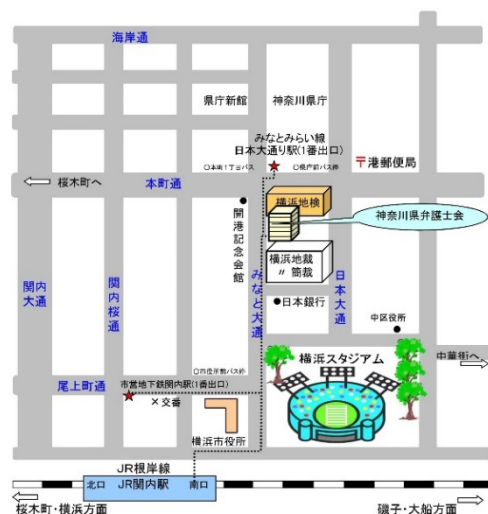 海岸通
県庁新館
神奈川県庁
みなとみらい線
日本大通り駅(1番出口)
〒港郵便局
桜木町へ
本町通
横浜地検
神奈川県弁護士会
開港記念会館
横浜地裁
〃 簡裁
関内大通
関内桜通
みなと大通
日本大通
日本銀行
中区役所
横浜スタジアム
中華街へ
尾上町通
市営地下鉄関内駅(1番出口)
×交番
横浜市役所
JR根岸線
北口
JR関内駅
南口
桜木町・横浜方面
磯子・大船方面